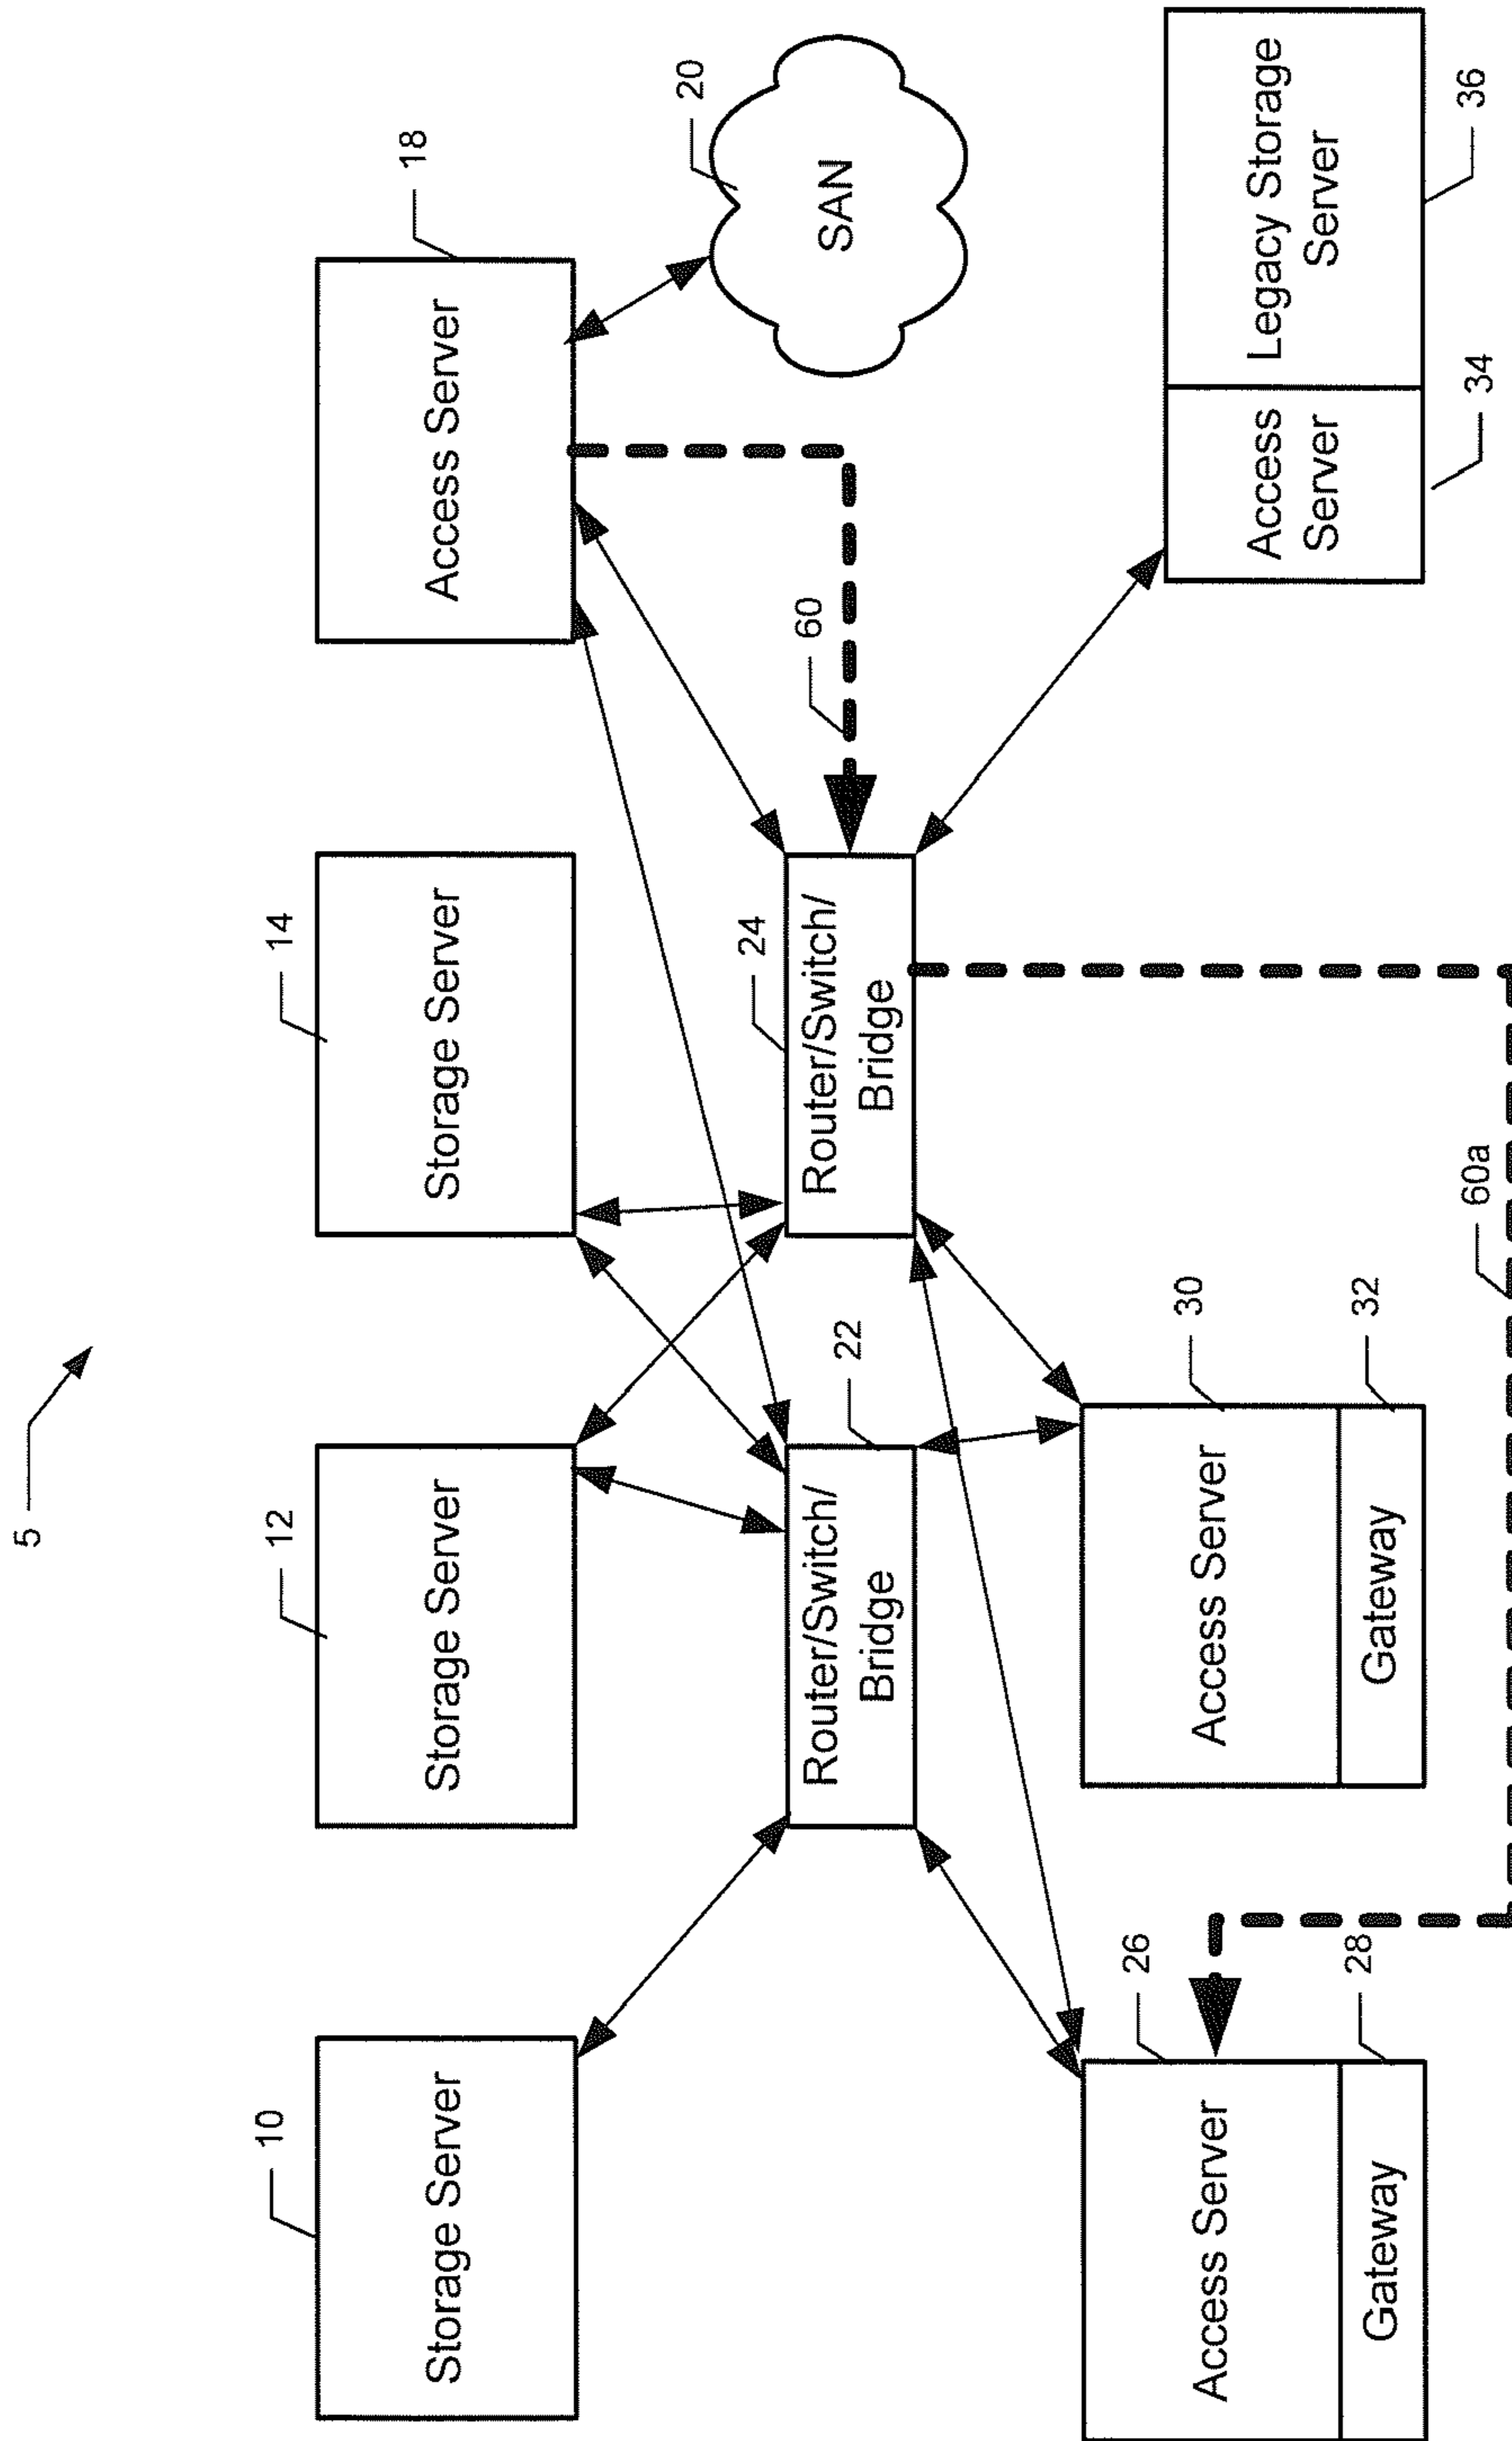 5
10
12
14
18
Storage Server
Storage Server
Storage Server
Access Server
20
SAN
60
22
24
Router/Switch/
Bridge
Router/Switch/
Bridge
26
Access Server
28
Gateway
30
Access Server
32
Gateway
Access
Server
34
Legacy Storage
Server
36
60a